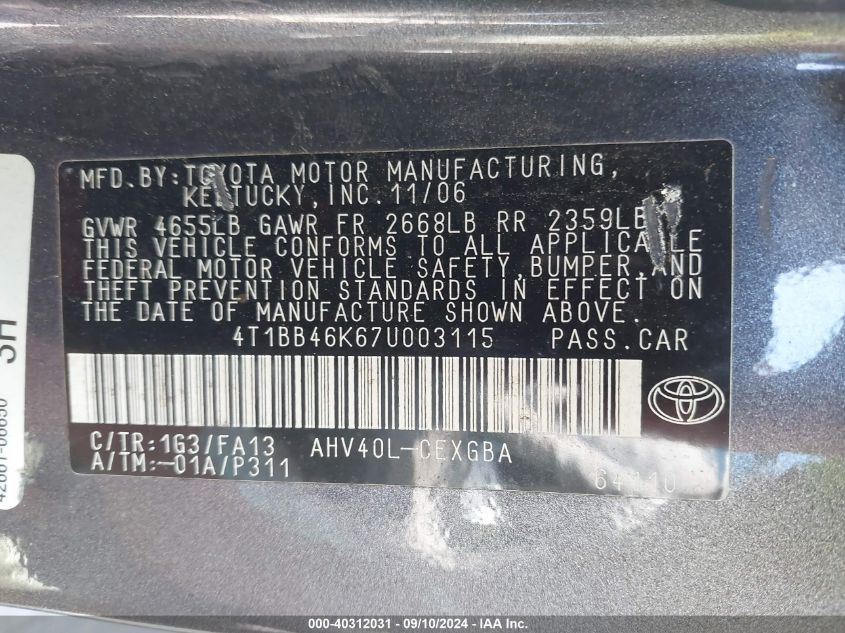 MFD.BY:TOYOTA MOTOR MANUFACTURING,
KENTUCKY,INC.11/06
GVWR 4655LB GAWR FR 2668LB RR 2359LB
THIS VEHICLE CONFORMS TO ALL APPLICABLE
FEDERAL MOTOR VEHICLE SAFETY,BUMPER,AND
THEFT PREVENTION STANDARDS IN EFFECT ON
THE DATE OF MANUFACTURE SHOWN ABOVE.
4T1BB46K67U003115 PASS.CAR
C/TR:1G3/FA13 AHV40L-CEXGBA
A/TM:-01A/P311
000-40312031 - 09/10/2024 - IAAI.COM